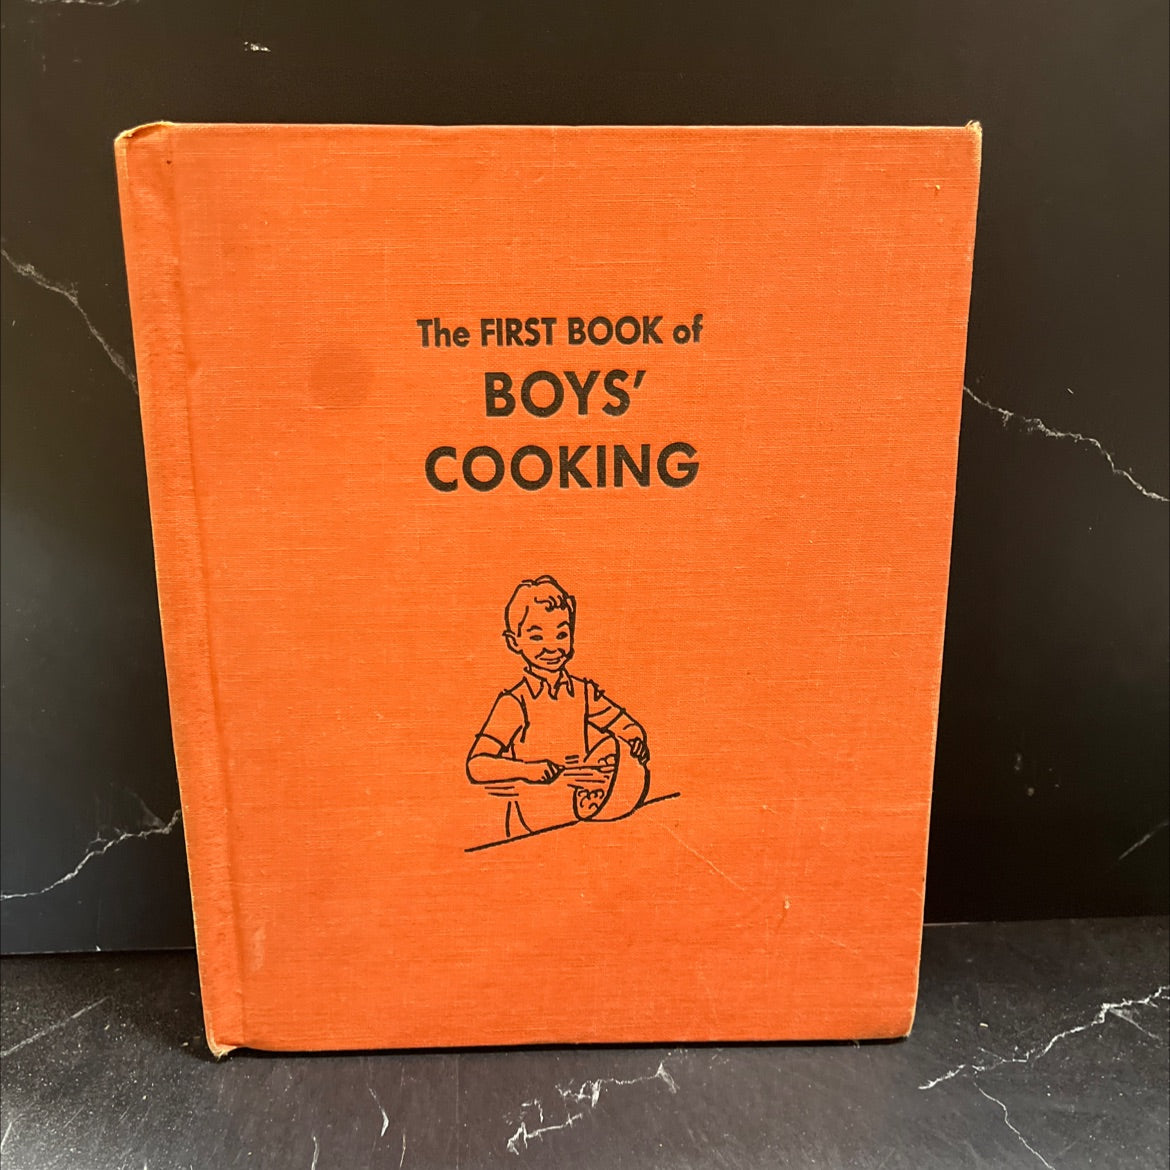 The FIRST BOOK of
BOYS'
COOKING